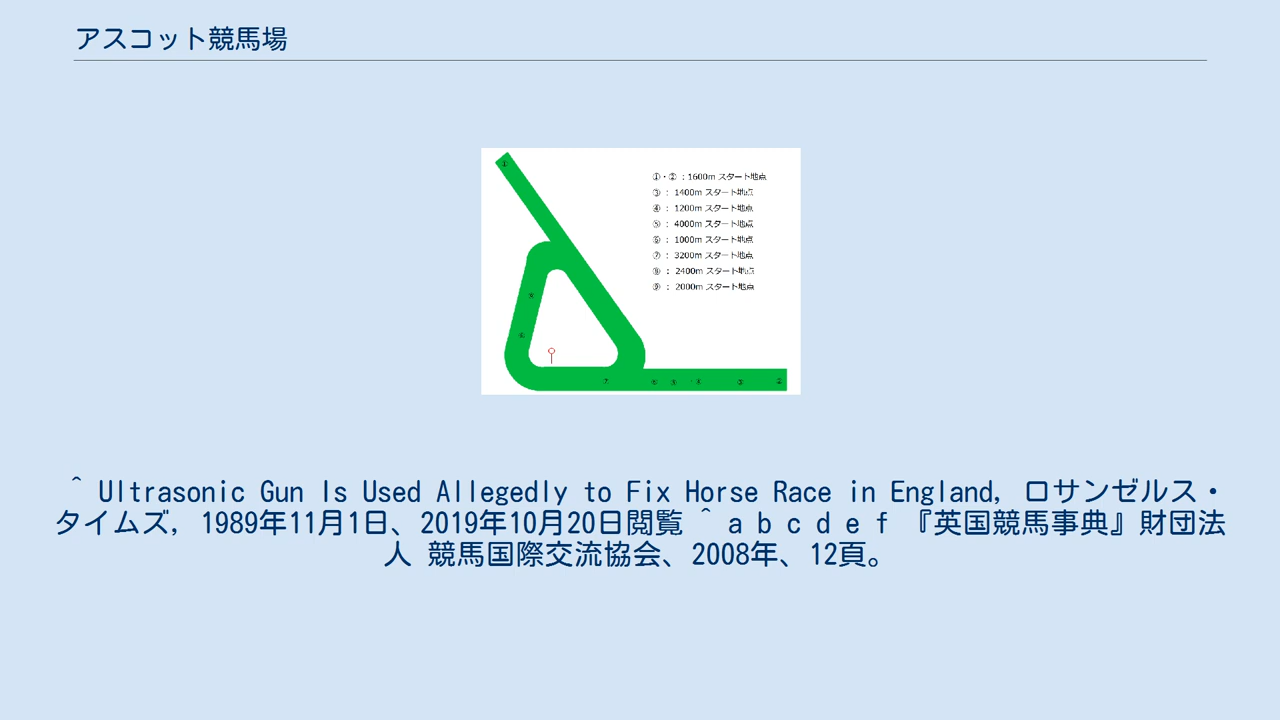 アスコット競馬場
①・② ：1600m スタート地点
③ ： 1400m スタート地点
④ ： 1200m スタート地点
⑤ ： 4000m スタート地点
⑥ ： 1000m スタート地点
⑦ ： 3200m スタート地点
⑧ ： 2400m スタート地点
⑨ ： 2000m スタート地点
①
⑦
⑥
④
③
②
^ Ultrasonic Gun Is Used Allegedly to Fix Horse Race in England, ロサンゼルス・
タイムズ, 1989年11月1日、2019年10月20日閲覧 ^ a b c d e f 『英国競馬事典』財団法
人 競馬国際交流協会、2008年、12頁。